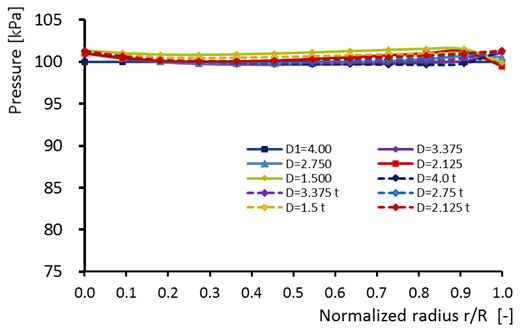 Pressure [kPa]
105
100
95
90
85
80
75
D1=4.00 D=3.375
D=2.750 D=2.125
D=1.500 D=4.0 t
D=3.375 t D=2.75 t
D=1.5 t D=2.125 t
0.0 0.1 0.2 0.3 0.4 0.5 0.6 0.7 0.8 0.9 1.0
Normalized radius r/R [-]